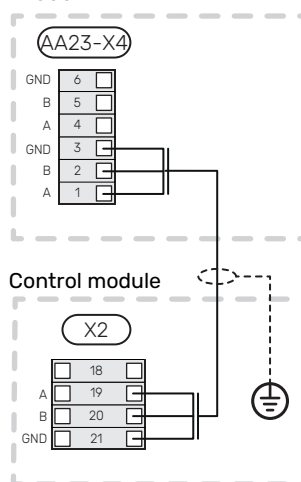 AA23-X4
GND 6
B 5
A 4
GND 3
B 2
A 1
Control module
X2
18
A 19
B 20
GND 21